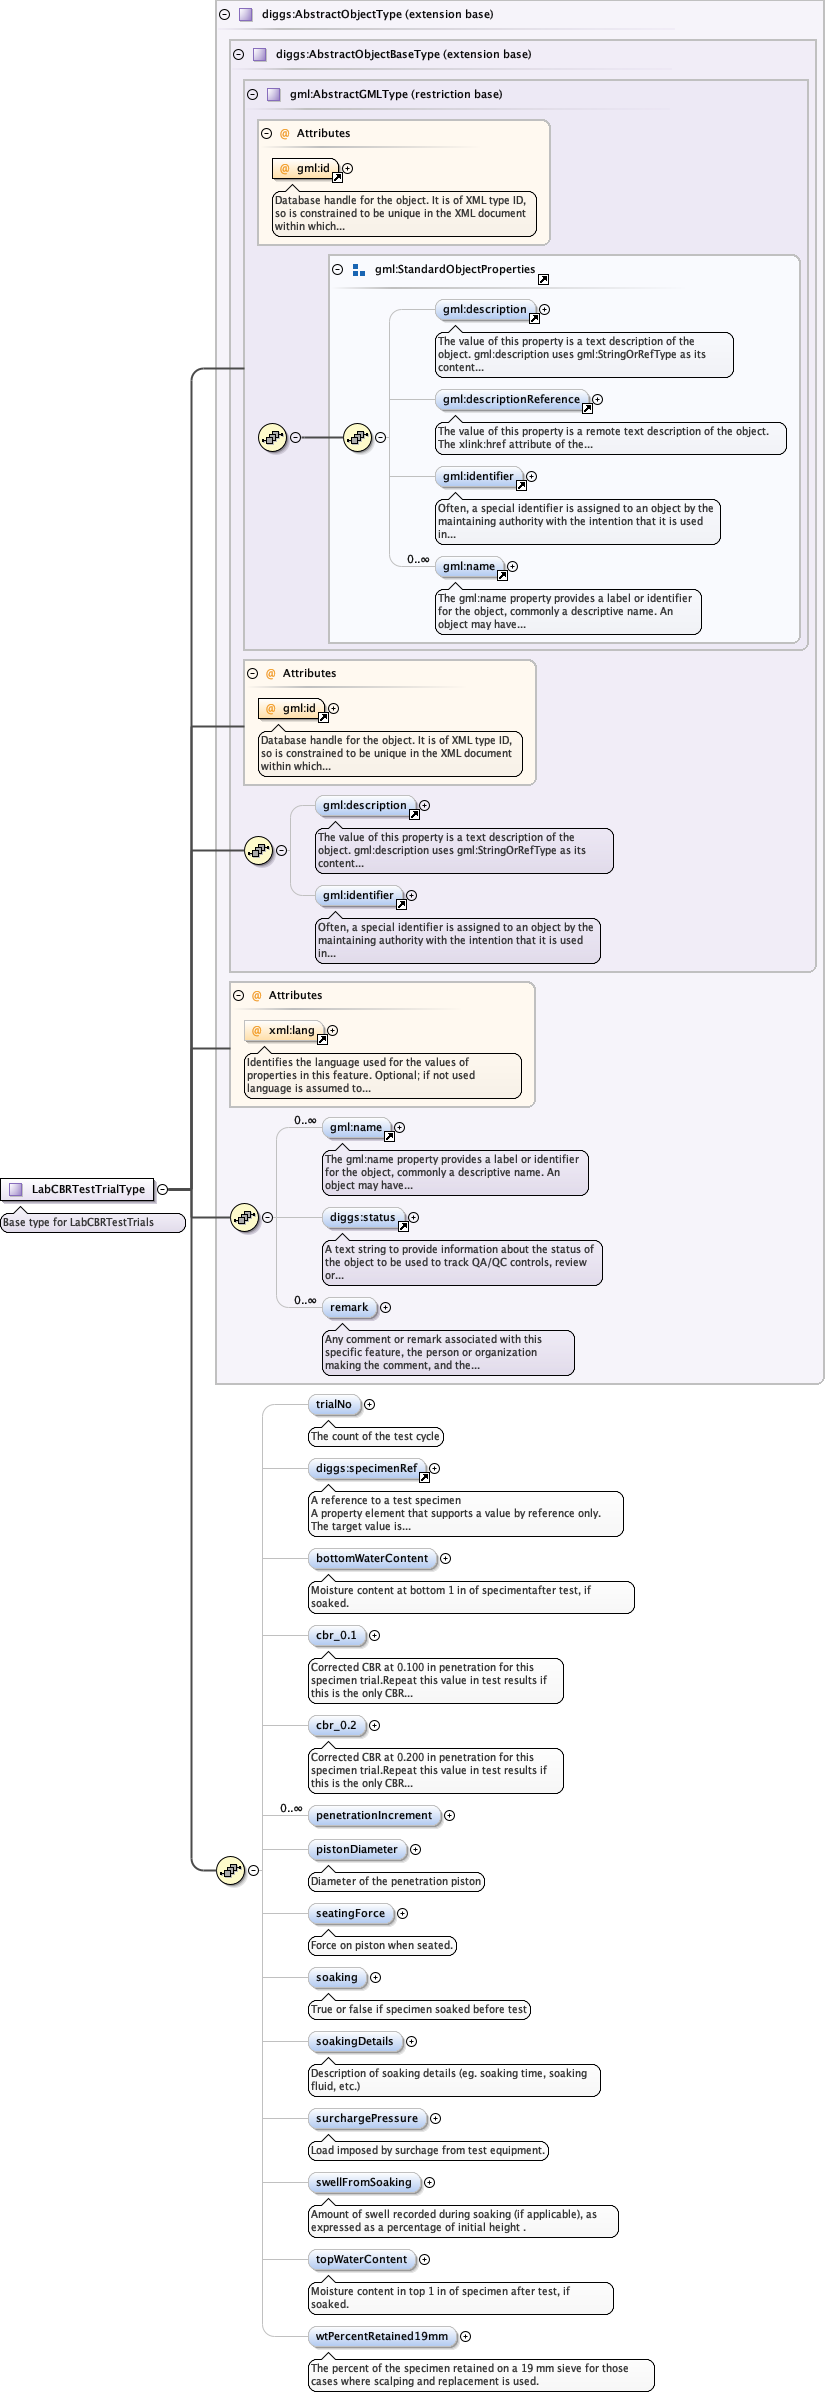 diggs:AbstractObjectType (extension base)
diggs:AbstractObjectBaseType (extension base)
gml:AbstractGMLType (restriction base)
@ Attributes
@ gml:id
Database handle for the object. It is of XML type ID,
so is constrained to be unique in the XML document
within which...
gml:StandardObjectProperties
gml:description
The value of this property is a text description of the
object. gml:description uses gml:StringOrRefType as its
content...
gml:descriptionReference
The value of this property is a remote text description of the object.
The xlink:href attribute of the...
gml:identifier
Often, a special identifier is assigned to an object by the
maintaining authority with the intention that it is used
in...
0..∞
gml:name
The gml:name property provides a label or identifier
for the object, commonly a descriptive name. An
object may have...
@ Attributes
@ gml:id
Database handle for the object. It is of XML type ID,
so is constrained to be unique in the XML document
within which...
gml:description
The value of this property is a text description of the
object. gml:description uses gml:StringOrRefType as its
content...
gml:identifier
Often, a special identifier is assigned to an object by the
maintaining authority with the intention that it is used
in...
@ Attributes
@ xml:lang
Identifies the language used for the values of
properties in this feature. Optional; if not used
language is assumed to...
0..∞
gml:name
The gml:name property provides a label or identifier
for the object, commonly a descriptive name. An
object may have...
LabCBRTestTrialType
Base type for LabCBRTestTrials
diggs:status
A text string to provide information about the status of
the object to be used to track QA/QC controls, review
or...
0..∞
remark
Any comment or remark associated with this
specific feature, the person or organization
making the comment, and the...
trialNo
The count of the test cycle
diggs:specimenRef
A reference to a test specimen
A property element that supports a value by reference only.
The target value is...
bottomWaterContent
Moisture content at bottom 1 in of specimentafter test, if
soaked.
cbr_0.1
Corrected CBR at 0.100 in penetration for this
specimen trial.Repeat this value in test results if
this is the only CBR...
cbr_0.2
Corrected CBR at 0.200 in penetration for this
specimen trial.Repeat this value in test results if
this is the only CBR...
0..∞
penetrationIncrement
pistonDiameter
Diameter of the penetration piston
seatingForce
Force on piston when seated.
soaking
True or false if specimen soaked before test
soakingDetails
Description of soaking details (eg. soaking time, soaking
fluid, etc.)
surchargePressure
Load imposed by surchage from test equipment.
swellFromSoaking
Amount of swell recorded during soaking (if applicable), as
expressed as a percentage of initial height .
topWaterContent
Moisture content in top 1 in of specimen after test, if
soaked.
wtPercentRetained19mm
The percent of the specimen retained on a 19 mm sieve for those
cases where scalping and replacement is used.